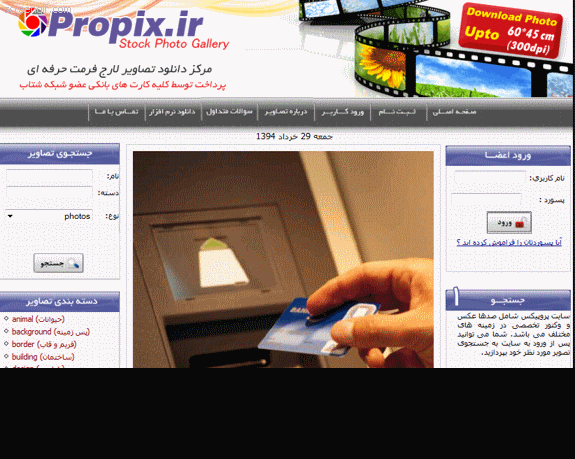 Propix.ir
Stock Photo Gallery
مرکز دانلود تصاویر لارج فرمت حرفه ای
پرداخت توسط کلیه کارت های بانکی عضو شبکه شتاب
Download Photo
Upto 60*45 cm
(300dpi)
صفحه اصلی
ثبت نام
ورود کاربر
درباره تصاویر
سوالات متداول
دانلود نرم افزار
تماس با ما
جمعه 29 خرداد 1394
ورود اعضا
نام کاربری:
پسورد :
ورود
آیا پسوردتان را فراموش کرده اید ؟
جستجو
سایت پروپیکس شامل صدها عکس
و وکتور تخصصی در زمینه های
مختلف می باشد. شما می توانید
پس از ورود به سایت به جستجوی
تصویر مورد نظر خود بپردازید.
جستجوی تصاویر
نام:
دسته:
نوع:
photos
جستجو
دسته بندی تصاویر
animal (حیوانات)
background (پس زمینه)
border (فریم و قاب)
building (ساختمان)